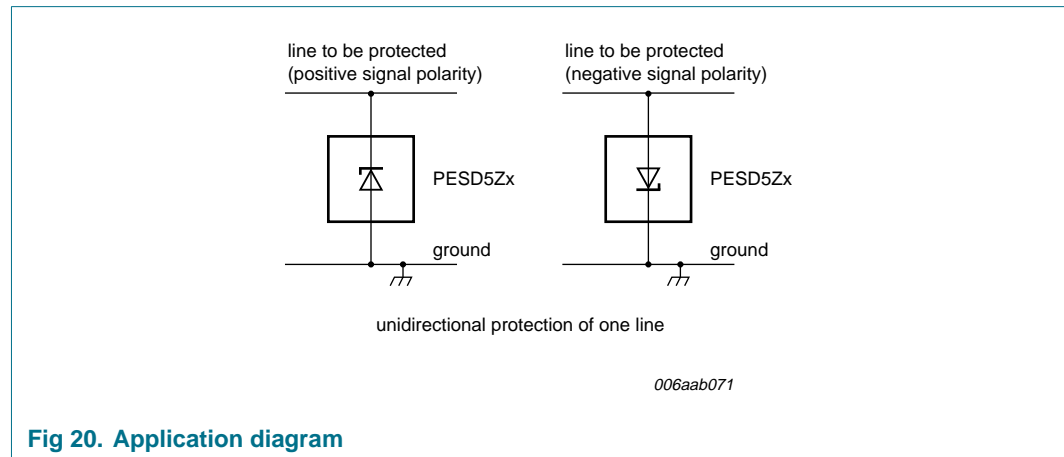 line to be protected
(positive signal polarity)
PESD5Zx
ground
line to be protected
(negative signal polarity)
PESD5Zx
ground
unidirectional protection of one line
006aab071
Fig 20. Application diagram